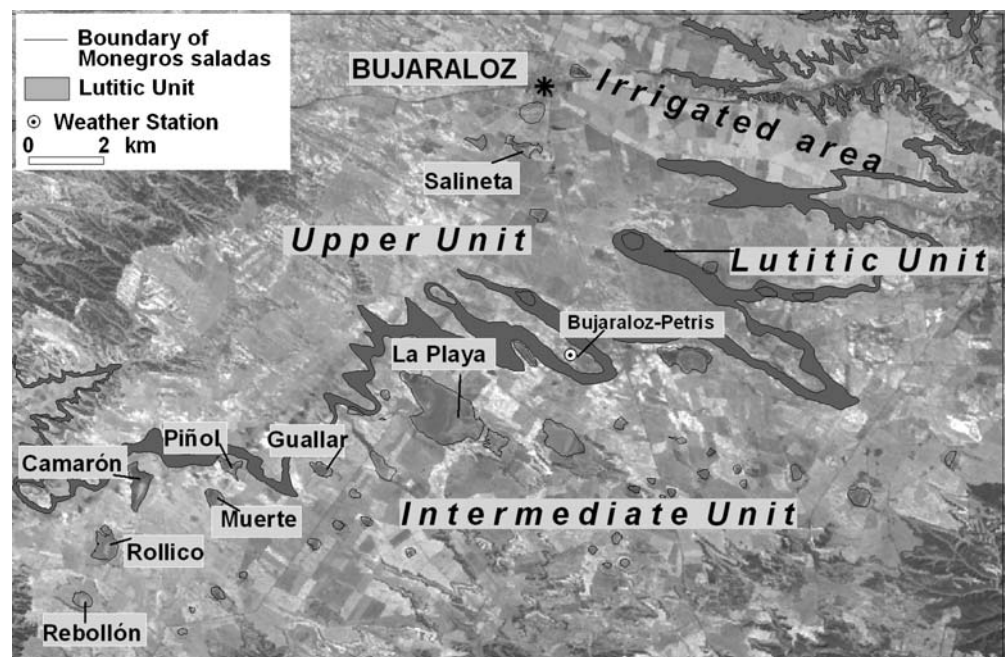 Boundary of
Monegros saladas
Lutitic Unit
Weather Station
0 2 km
BUJARALOZ
Irrigated area
Salineta
Upper Unit
Lutitic Unit
Bujaraloz-Petris
La Playa
Guallar
Piñol
Camarón
Muerte
Intermediate Unit
Rollico
Rebollón